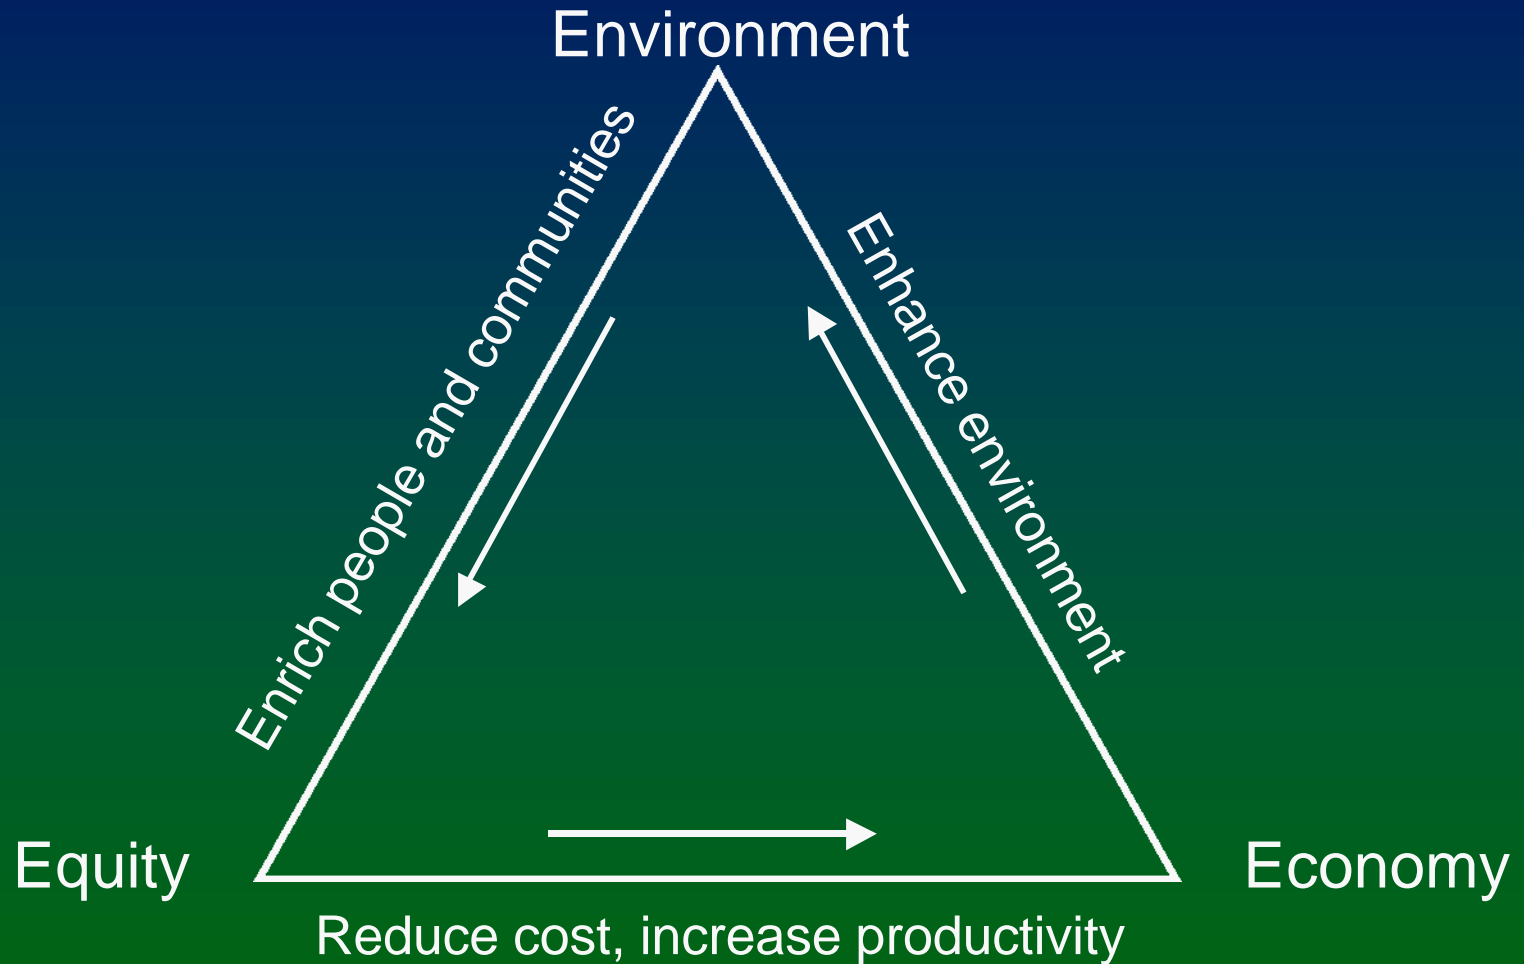 Environment
Enrich people and communities
Enhance environment
Equity
Economy
Reduce cost, increase productivity